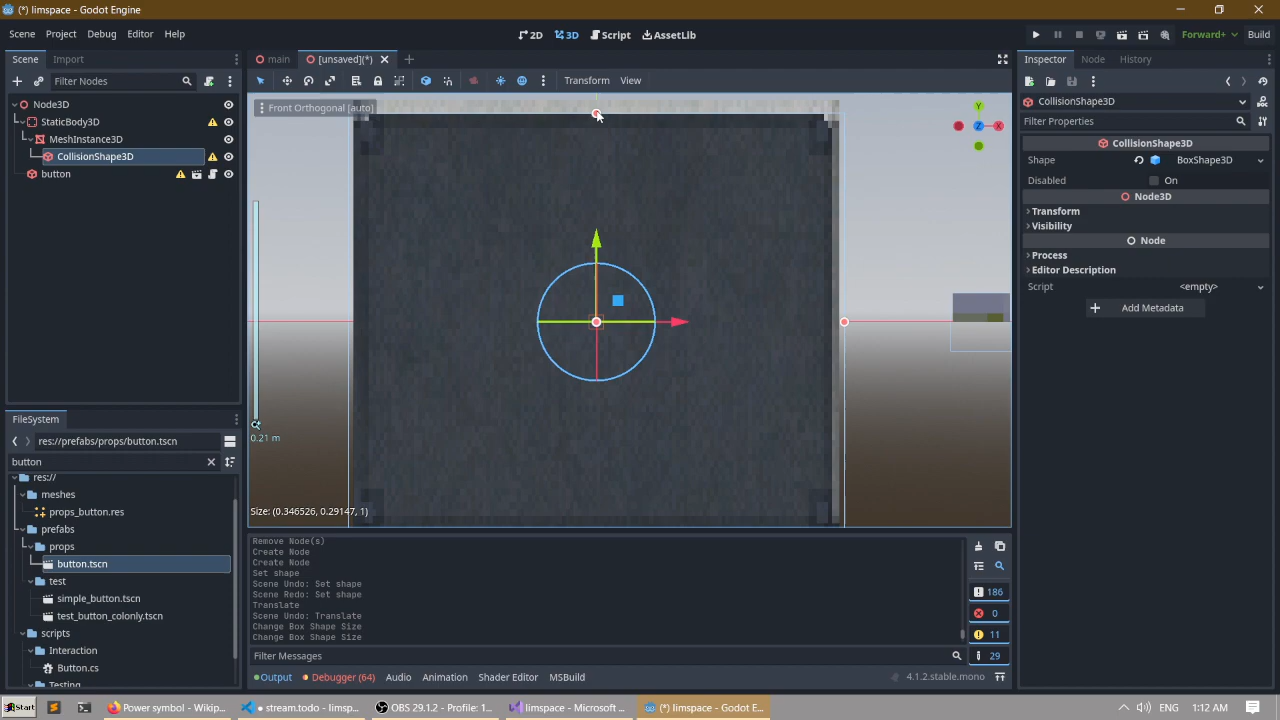 (*) limspace - Godot Engine
Scene Project Debug Editor Help
2D 3D Script AssetLib
Forward+ Build
Scene Import
main [unsaved](*)
Inspector Node History
Filter Nodes
Transform View
Node3D
StaticBody3D
MeshInstance3D
CollisionShape3D
button
Front Orthogonal [auto]
Y
Z
X
0.21 m
Size: (0.346526, 0.29147, 1)
CollisionShape3D
Filter Properties
CollisionShape3D
Shape BoxShape3D
Disabled On
Node3D
Transform
Visibility
Node
Process
Editor Description
Script <empty>
Add Metadata
FileSystem
res://prefabs/props/button.tscn
button
res://
meshes
props_button.res
prefabs
props
button.tscn
test
simple_button.tscn
test_button_colonly.tscn
scripts
Interaction
Button.cs
Testing
Remove Node(s)
Create Node
Create Node
Set shape
Scene Undo: Set shape
Scene Redo: Set shape
Translate
Scene Undo: Translate
Change Box Shape Size
Change Box Shape Size
186
0
11
29
Filter Messages
Output Debugger (64) Audio Animation Shader Editor MSBuild
4.1.2.stable.mono
Start
Power symbol - Wikip...
● stream.todo - limsp...
OBS 29.1.2 - Profile: 1...
limspace - Microsoft ...
(*) limspace - Godot E...
ENG 1:12 AM